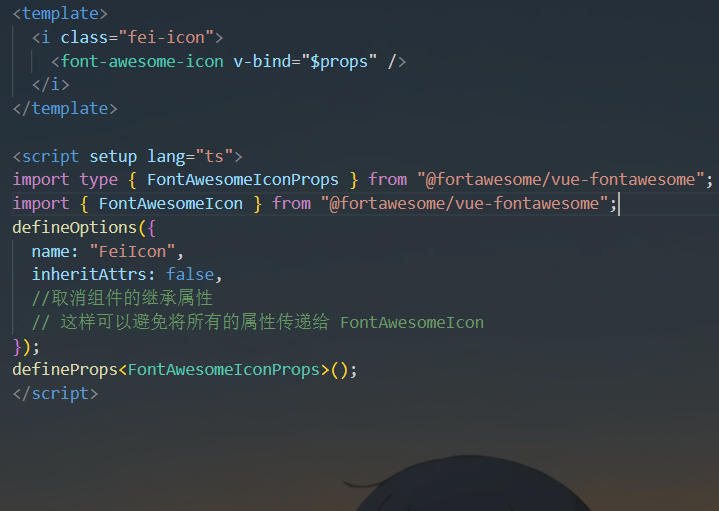 <template>
<i class="fei-icon">
<font-awesome-icon v-bind="$props" />
</i>
</template>
<script setup lang="ts">
import type { FontAwesomeIconProps } from "@fortawesome/vue-fontawesome";
import { FontAwesomeIcon } from "@fortawesome/vue-fontawesome";
defineOptions({
name: "FeiIcon",
inheritAttrs: false,
//取消组件的继承属性
// 这样可以避免将所有的属性传递给 FontAwesomeIcon
});
defineProps<FontAwesomeIconProps>();
</script>